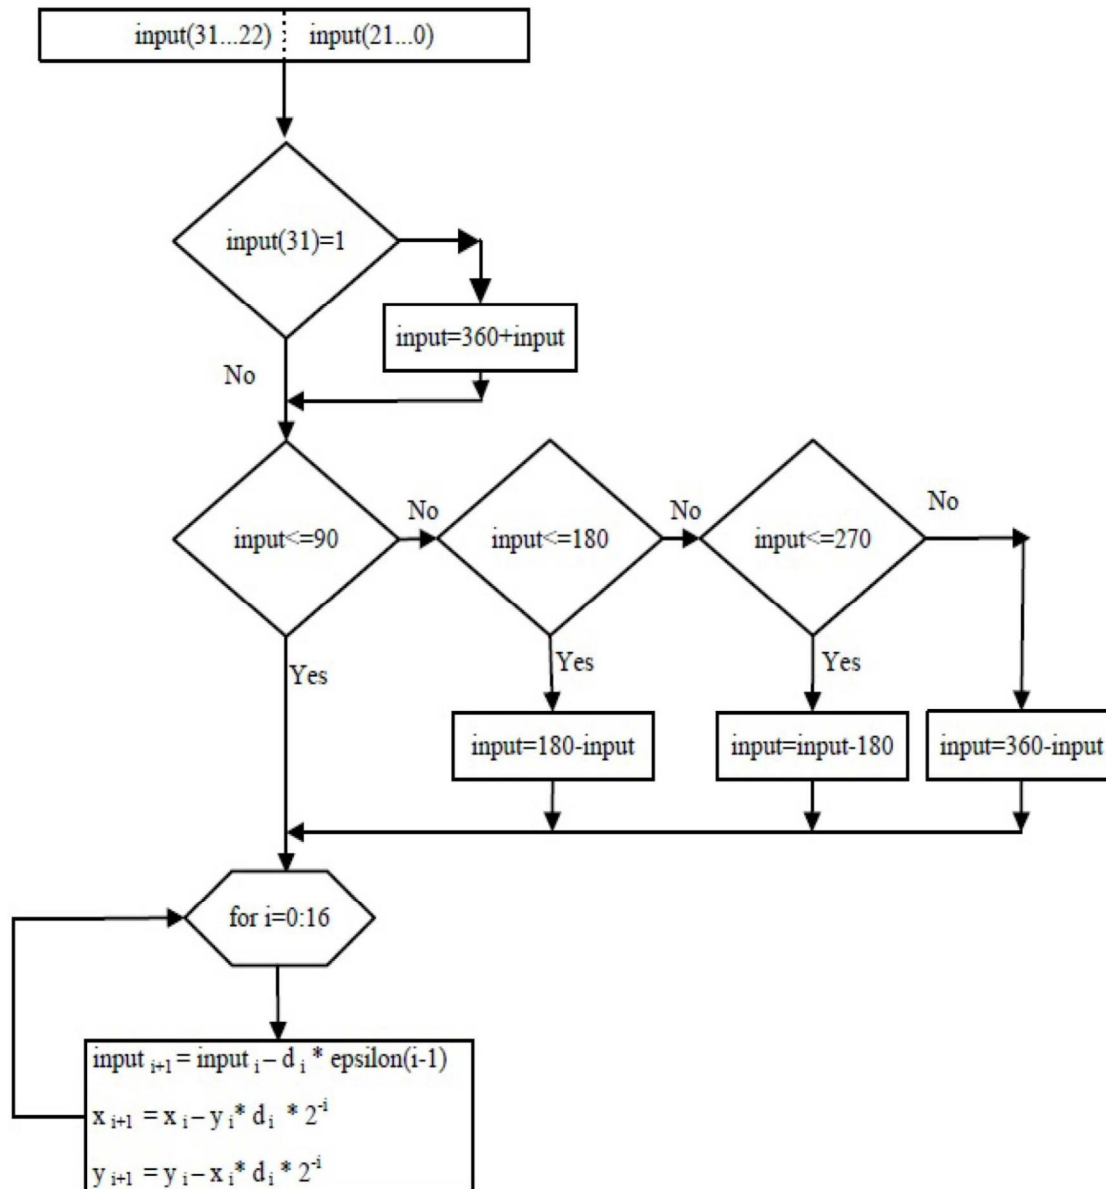 input(31...22) input(21...0)
input(31)=1
input=360+input
No
input<=90
No
input<=180
No
input<=270
No
Yes
Yes
Yes
input=180-input
input=input-180
input=360-input
for i=0:16
input i+1 = input i – d i * epsilon(i-1)
x i+1 = x i – y i * d i * 2^-i
y i+1 = y i – x i * d i * 2^-i